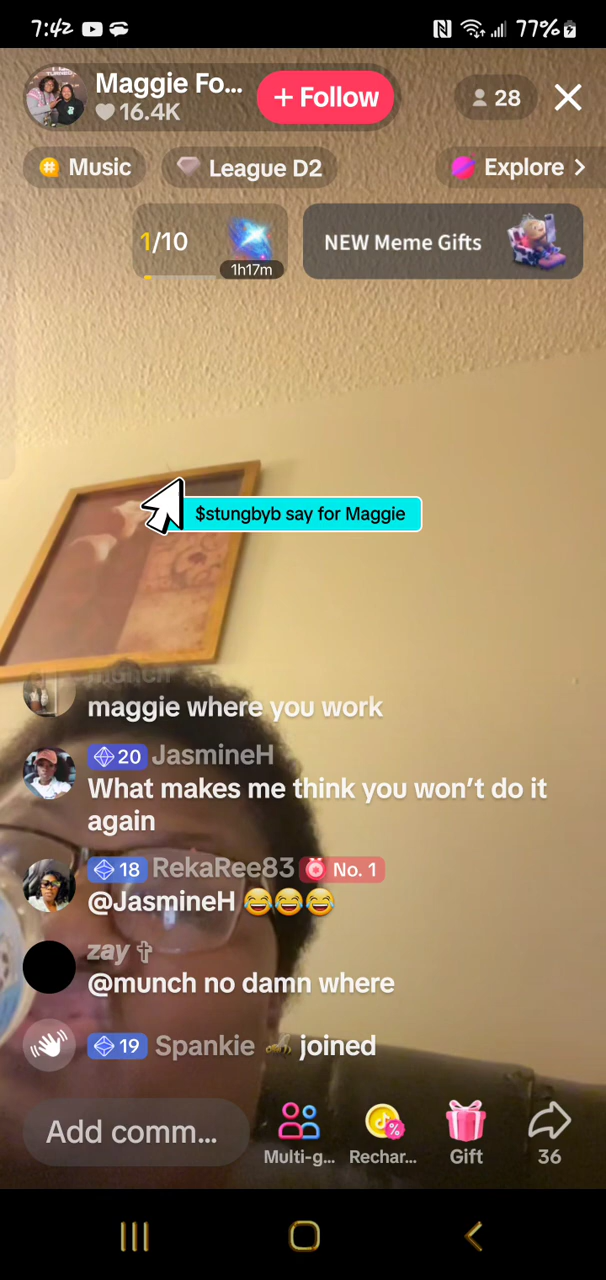 7:42
77%
Maggie Fo...
+ Follow
16.4K
28
Music
League D2
Explore >
1/10
1h17m
NEW Meme Gifts
$stungbyb say for Maggie
munch
maggie where you work
20 JasmineH
What makes me think you won't do it
again
18 RekaRee83 No. 1
@JasmineH 😂😂😂
zay ✝
@munch no damn where
19 Spankie 🐝 joined
Add comm...
Multi-g...
Rechar...
Gift
36